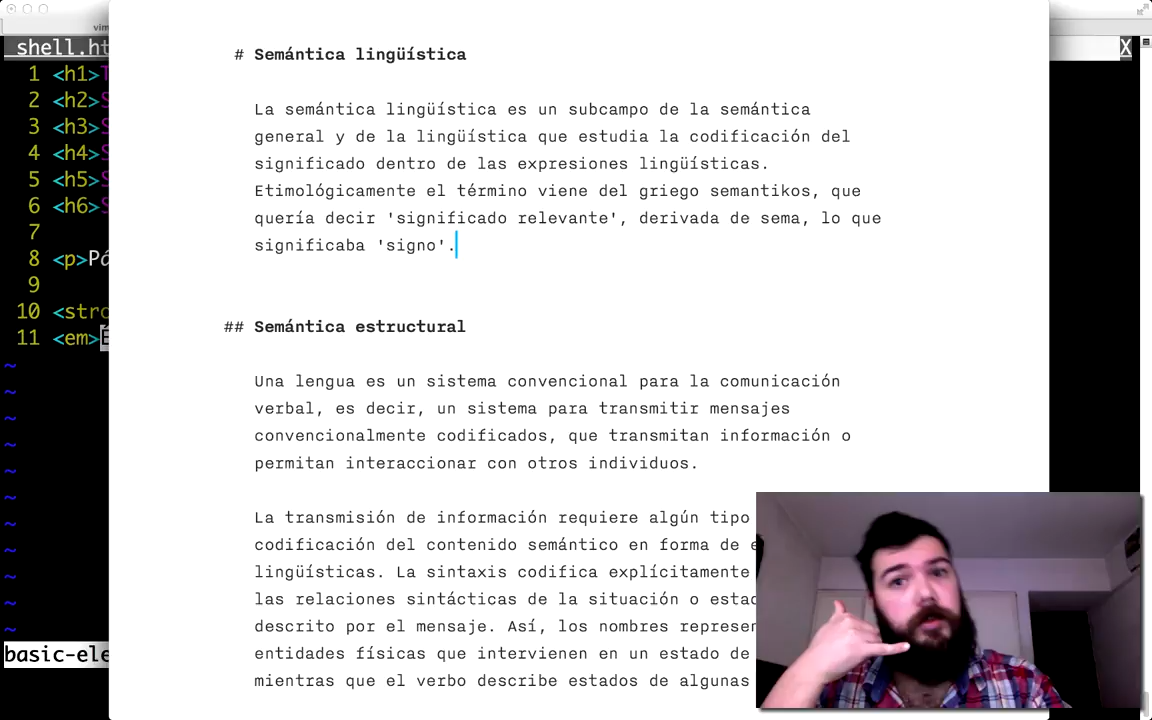 vim
shell.ht
X
1 <h1>T
2 <h2>S
3 <h3>S
4 <h4>S
5 <h5>S
6 <h6>S
7
8 <p>Pá
9
10 <stro
11 <em>É
~
~
~
~
~
~
~
~
~
~
~
basic-ele
# Semántica lingüística
La semántica lingüística es un subcampo de la semántica
general y de la lingüística que estudia la codificación del
significado dentro de las expresiones lingüísticas.
Etimológicamente el término viene del griego semantikos, que
quería decir 'significado relevante', derivada de sema, lo que
significaba 'signo'.
## Semántica estructural
Una lengua es un sistema convencional para la comunicación
verbal, es decir, un sistema para transmitir mensajes
convencionalmente codificados, que transmitan información o
permitan interaccionar con otros individuos.
La transmisión de información requiere algún tipo
codificación del contenido semántico en forma de e
lingüísticas. La sintaxis codifica explícitamente
las relaciones sintácticas de la situación o estad
descrito por el mensaje. Así, los nombres represen
entidades físicas que intervienen en un estado de
mientras que el verbo describe estados de algunas